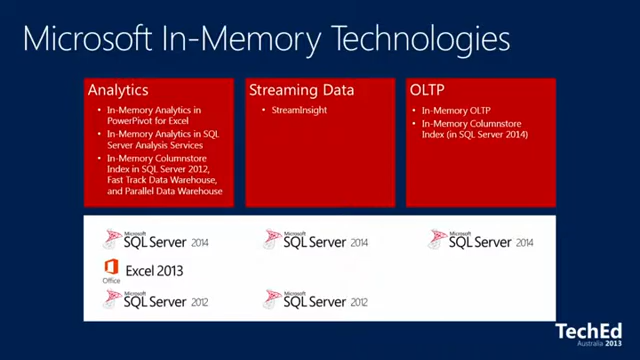 Microsoft In-Memory Technologies
Analytics
• In-Memory Analytics in
PowerPivot for Excel
• In-Memory Analytics in SQL
Server Analysis Services
• In-Memory Columnstore
Index in SQL Server 2012,
Fast Track Data Warehouse,
and Parallel Data Warehouse
Streaming Data
• StreamInsight
OLTP
• In-Memory OLTP
• In-Memory Columnstore
Index (in SQL Server 2014)
Microsoft
SQL Server 2014
Microsoft
SQL Server 2014
Microsoft
SQL Server 2014
Office
Excel 2013
Microsoft
SQL Server 2012
Microsoft
SQL Server 2012
TechEd
Australia 2013